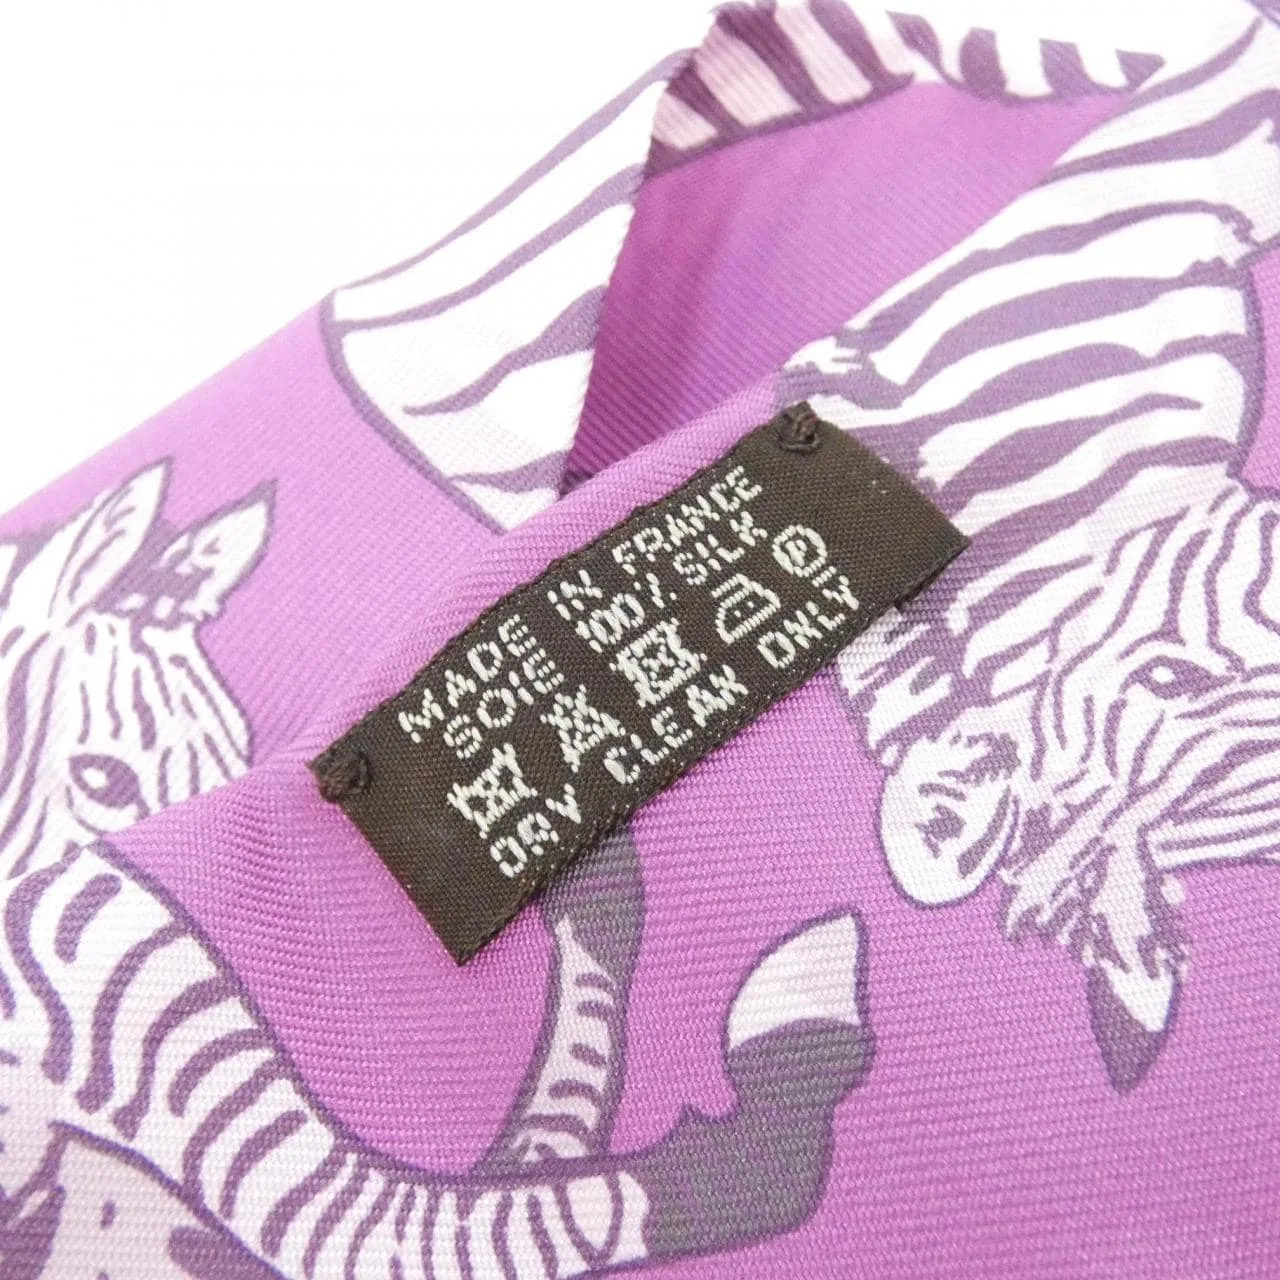 MADE IN FRANCE
SOIE 100% SILK
P
DRY CLEAN ONLY